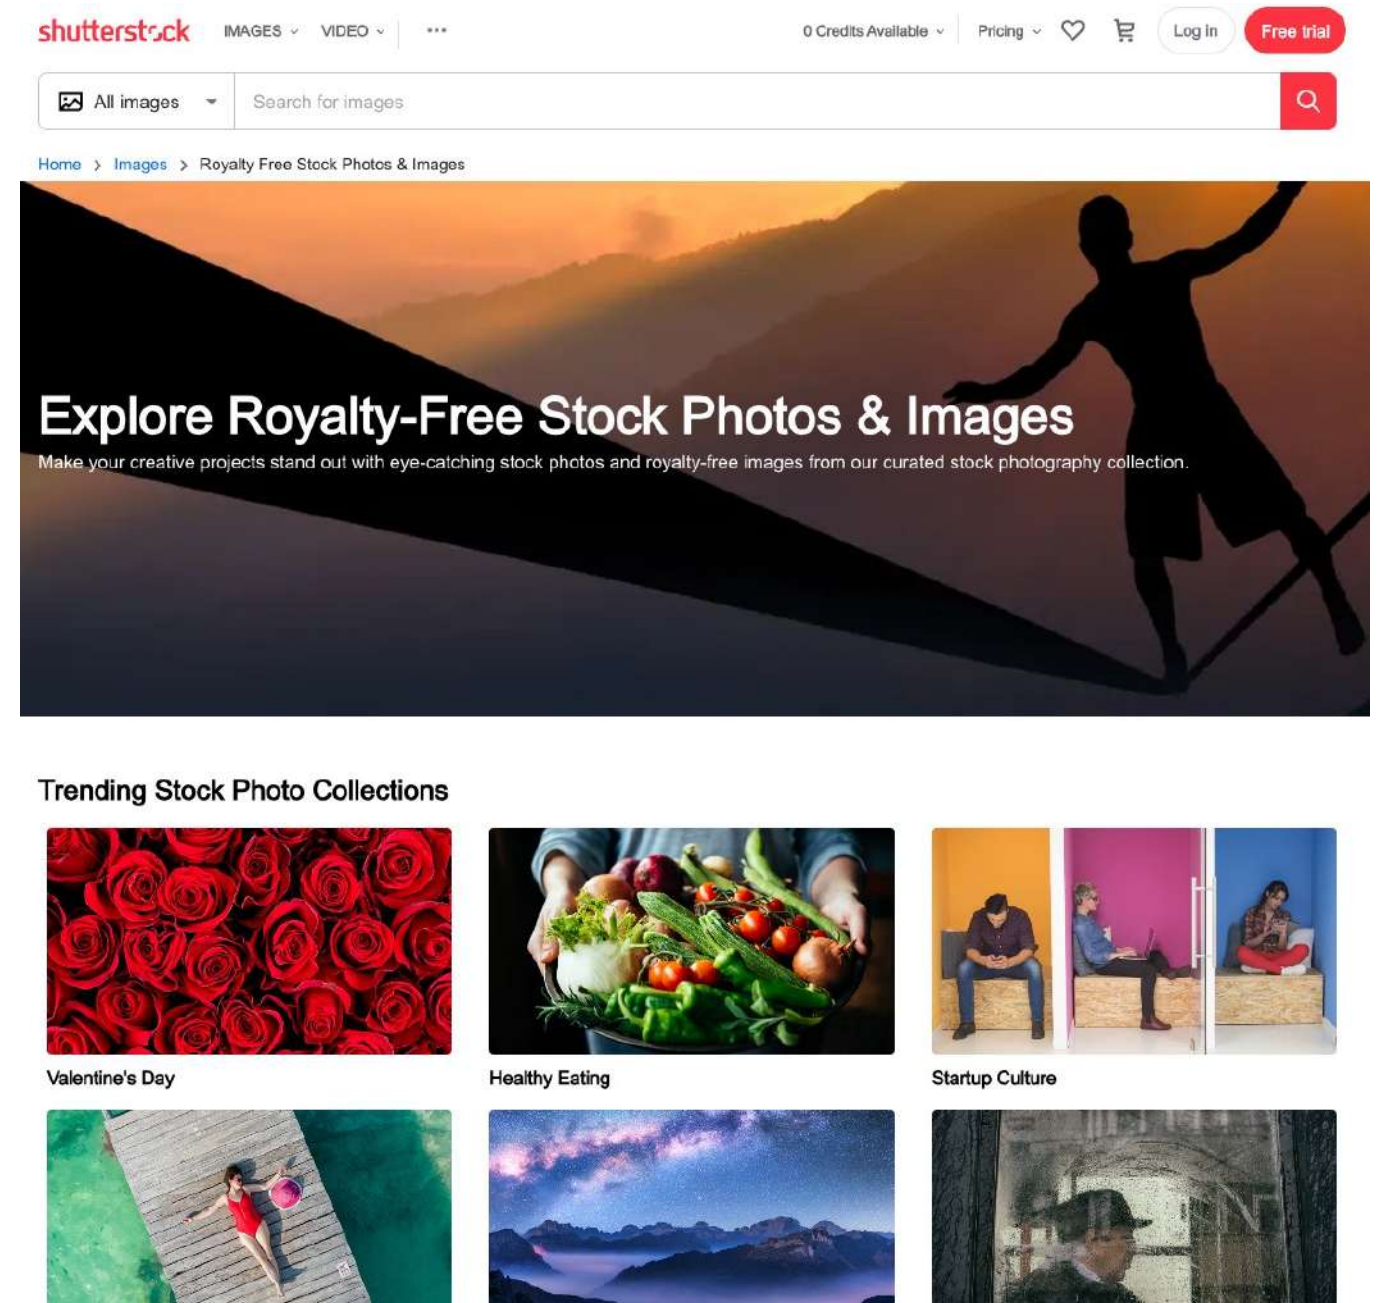 shutterstock IMAGES VIDEO ••• 0 Credits Available Pricing Log in Free trial
All images Search for images
Home > Images > Royalty Free Stock Photos & Images
Explore Royalty-Free Stock Photos & Images
Make your creative projects stand out with eye-catching stock photos and royalty-free images from our curated stock photography collection.
Trending Stock Photo Collections
Valentine's Day Healthy Eating Startup Culture